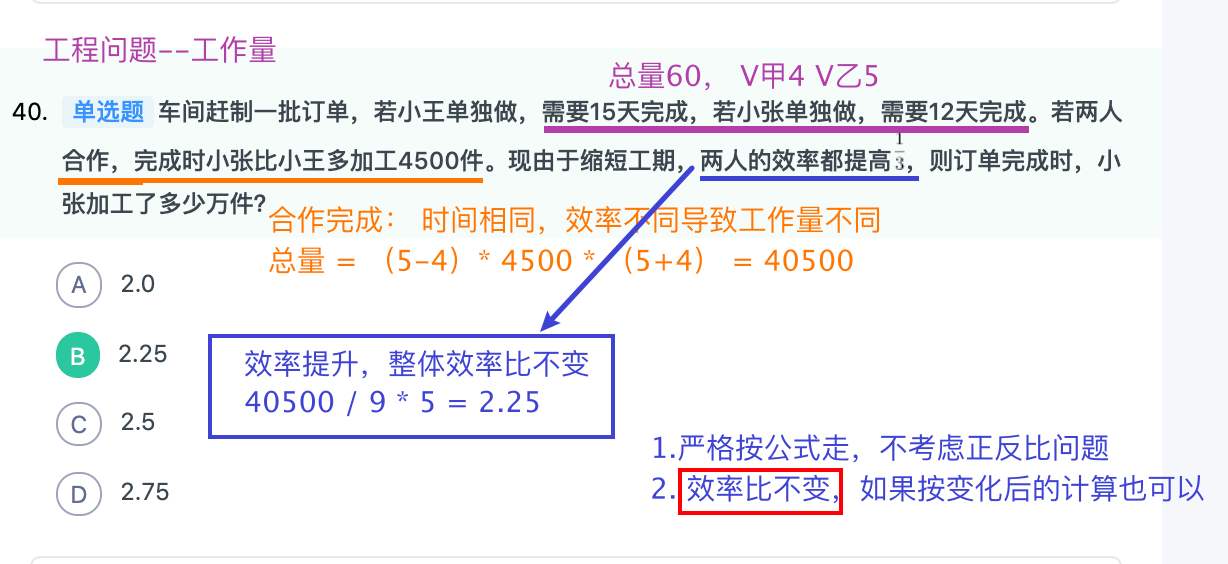 工程问题--工作量
总量60， V甲4 V乙5
40. 单选题 车间赶制一批订单，若小王单独做，需要15天完成，若小张单独做，需要12天完成。若两人
合作，完成时小张比小王多加工4500件。现由于缩短工期，两人的效率都提高1/3，则订单完成时，小
张加工了多少万件?
合作完成： 时间相同，效率不同导致工作量不同
总量 = （5-4）* 4500 * （5+4） = 40500
A 2.0
B 2.25
C 2.5
D 2.75
效率提升，整体效率比不变
40500 / 9 * 5 = 2.25
1.严格按公式走，不考虑正反比问题
2. 效率比不变，如果按变化后的计算也可以